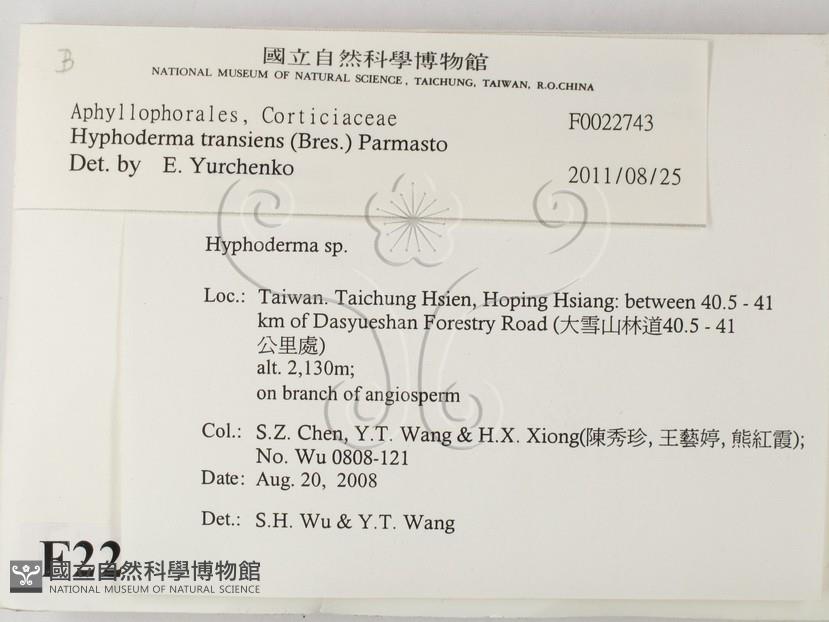 B
國立自然科學博物館
NATIONAL MUSEUM OF NATURAL SCIENCE, TAICHUNG, TAIWAN, R.O.CHINA
Aphyllophorales, Corticiaceae F0022743
Hyphoderma transiens (Bres.) Parmasto
Det. by E. Yurchenko 2011/08/25
Hyphoderma sp.
Loc.: Taiwan. Taichung Hsien, Hoping Hsiang: between 40.5 - 41
km of Dasyueshan Forestry Road (大雪山林道40.5 - 41
公里處)
alt. 2,130m;
on branch of angiosperm
Col.: S.Z. Chen, Y.T. Wang & H.X. Xiong(陳秀珍, 王藝婷, 熊紅霞);
No. Wu 0808-121
Date: Aug. 20, 2008
Det.: S.H. Wu & Y.T. Wang
F22
國立自然科學博物館
NATIONAL MUSEUM OF NATURAL SCIENCE